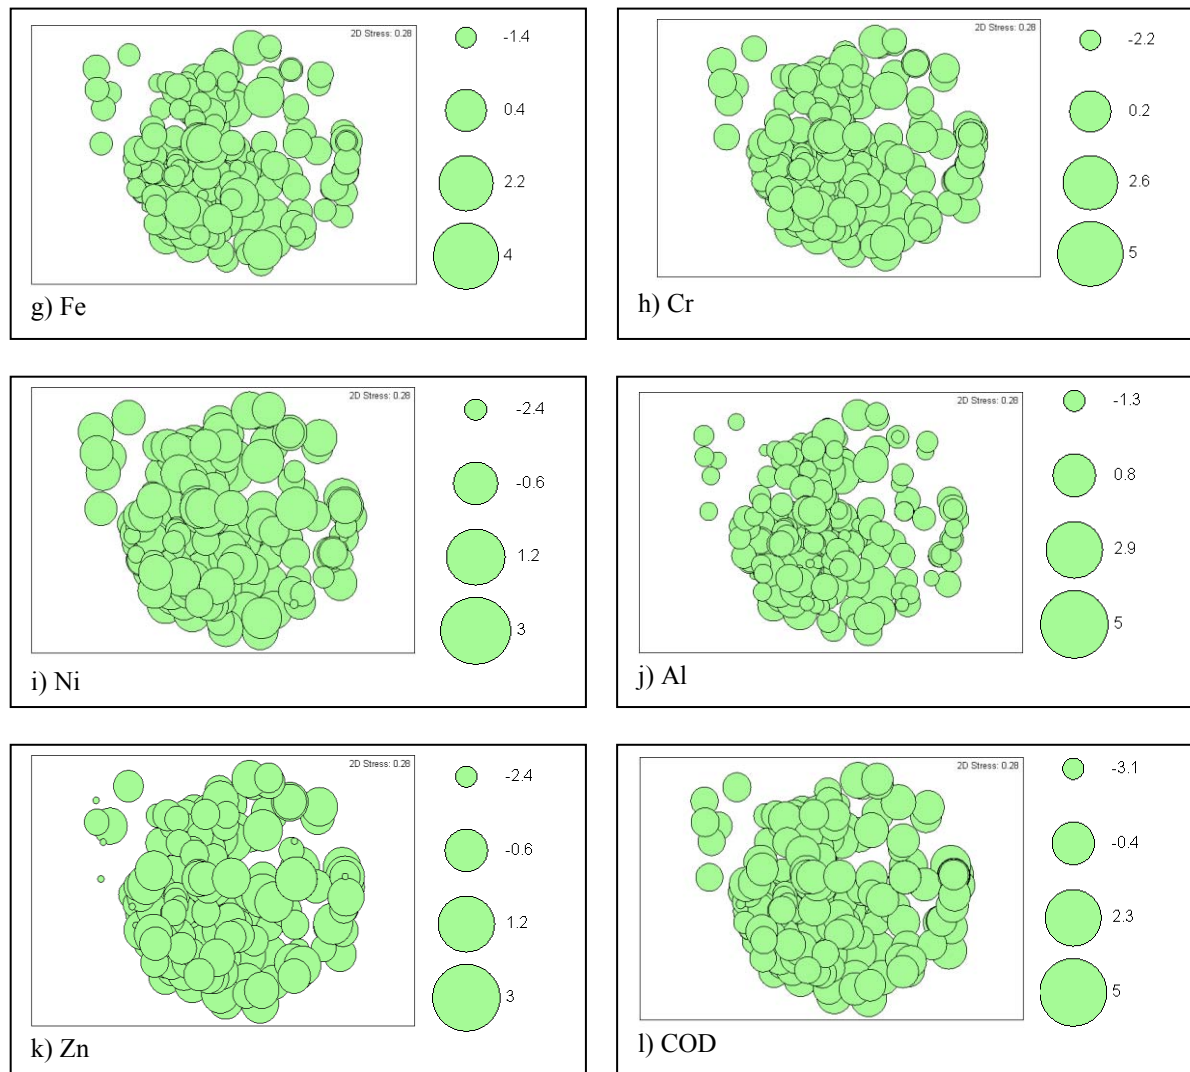 2D Stress: 0.28
-1.4
0.4
2.2
4
g) Fe
2D Stress: 0.28
-2.2
0.2
2.6
5
h) Cr
2D Stress: 0.28
-2.4
-0.6
1.2
3
i) Ni
2D Stress: 0.28
-1.3
0.8
2.9
5
j) Al
2D Stress: 0.28
-2.4
-0.6
1.2
3
k) Zn
2D Stress: 0.28
-3.1
-0.4
2.3
5
l) COD